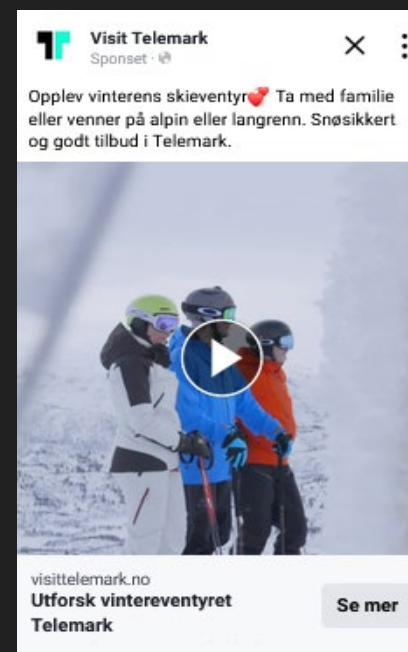 Visit Telemark
Sponset ·
Opplev vinterens skieventyr💕 Ta med familie
eller venner på alpin eller langrenn. Snøsikkert
og godt tilbud i Telemark.
visittelemark.no
Utforsk vintereventyret
Telemark
Se mer